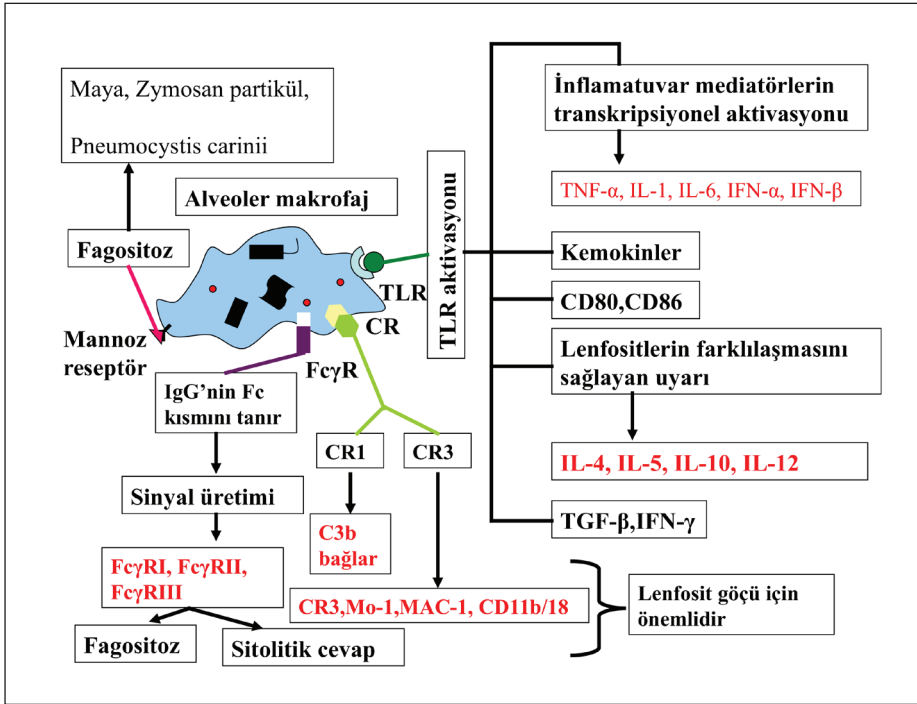 Maya, Zymosan partikül,
Pneumocystis carinii
Alveoler makrofaj
Fagositoz
Mannoz
reseptör
TLR
CR
FcγR
IgG’nin Fc
kısmını tanır
Sinyal üretimi
FcγRI, FcγRII,
FcγRIII
Fagositoz
Sitolitik cevap
CR1
CR3
C3b
bağlar
CR3,Mo-1,MAC-1, CD11b/18
Lenfosit göçü için
önemlidir
TLR aktivasyonu
İnflamatuvar mediatörlerin
transkripsiyonel aktivasyonu
TNF-α, IL-1, IL-6, IFN-α, IFN-β
Kemokinler
CD80,CD86
Lenfositlerin farklılaşmasını
sağlayan uyarı
IL-4, IL-5, IL-10, IL-12
TGF-β,IFN-γ